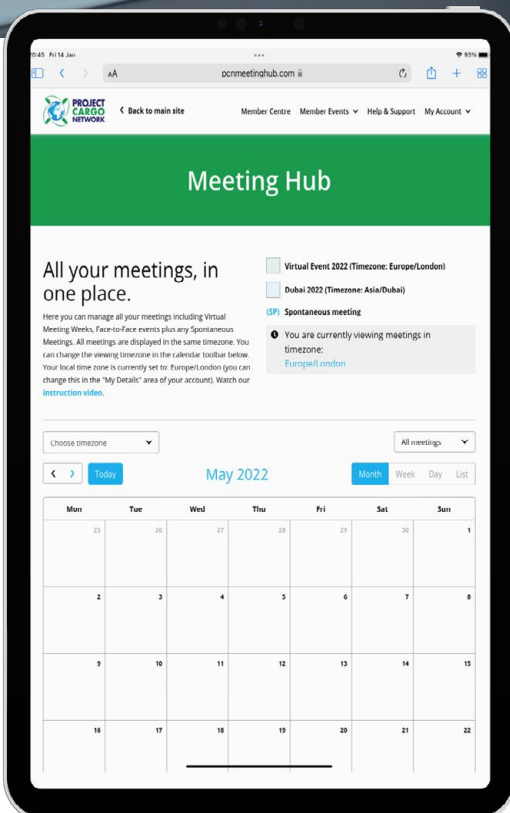 20:45 Fri 14 Jan
93%
AA
pcnmeetinghub.com
PROJECT
CARGO
NETWORK
Back to main site
Member Centre
Member Events
Help & Support
My Account
Meeting Hub
All your meetings, in
one place.
Here you can manage all your meetings including Virtual
Meeting Weeks, Face-to-Face events plus any Spontaneous
Meetings. All meetings are displayed in the same timezone. You
can change the viewing timezone in the calendar toolbar below.
Your local time zone is currently set to: Europe/London (you can
change this in the "My Details" area of your account). Watch our
instruction video.
Virtual Event 2022 (Timezone: Europe/London)
Dubai 2022 (Timezone: Asia/Dubai)
(SP) Spontaneous meeting
You are currently viewing meetings in
timezone:
Europe/London
Choose timezone
All meetings
Today
May 2022
Month Week Day List
Mon Tue Wed Thu Fri Sat Sun
25 26 27 28 29 30 1
2 3 4 5 6 7 8
9 10 11 12 13 14 15
16 17 18 19 20 21 22